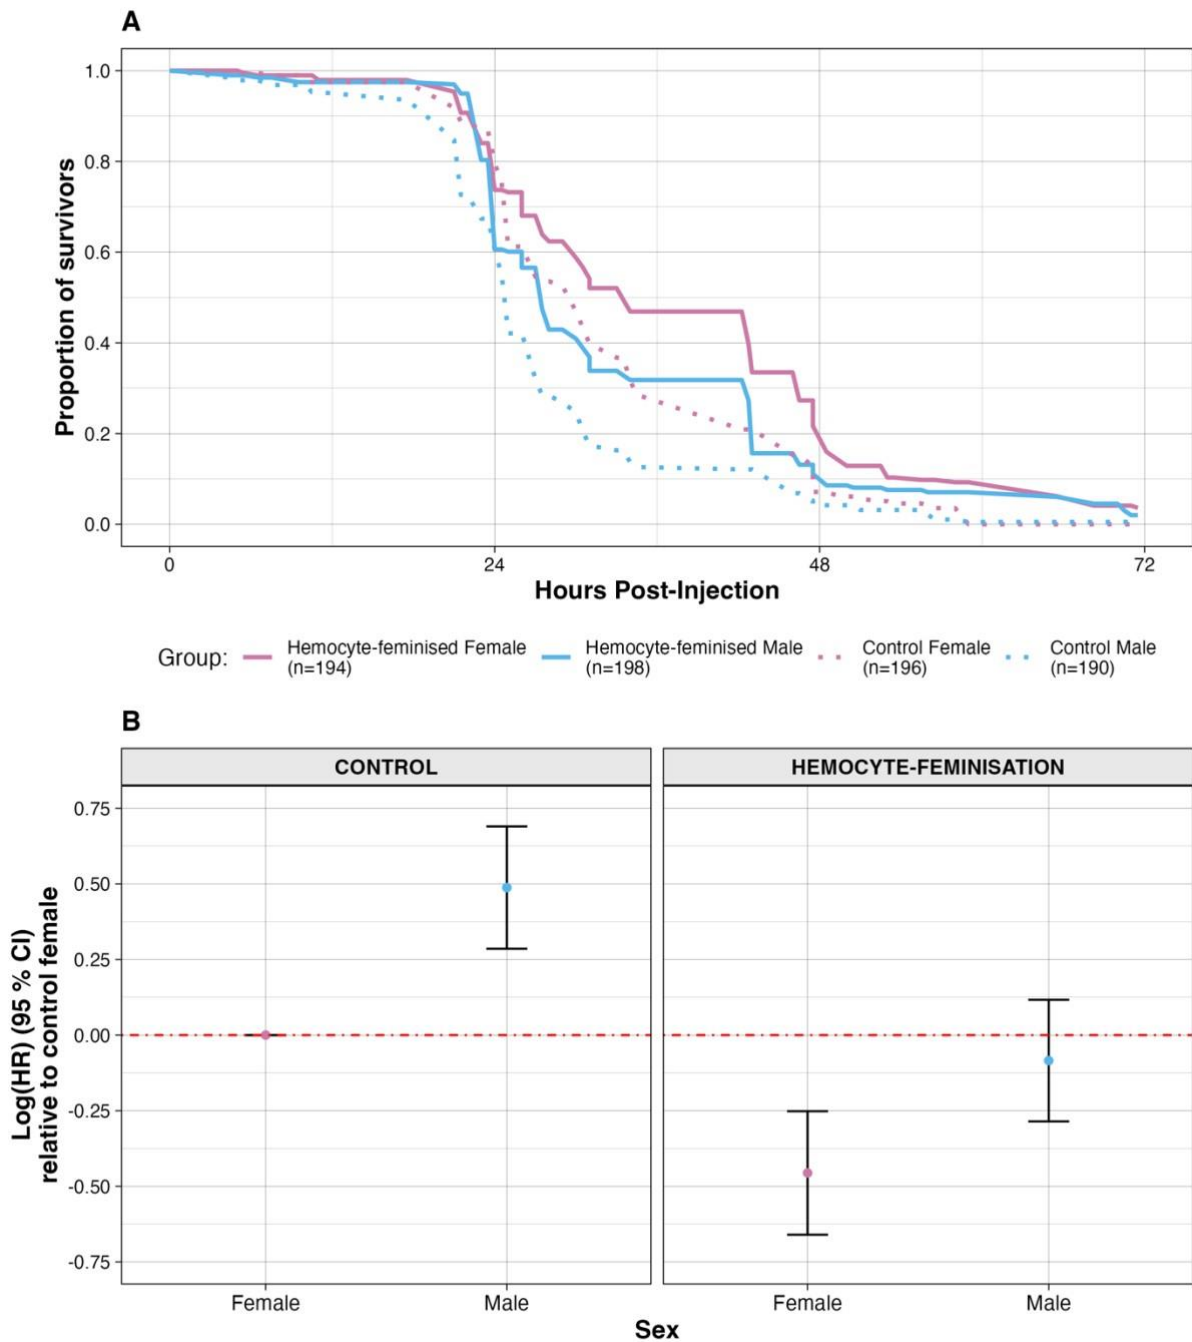 A
1.0
0.8
0.6
0.4
0.2
0.0
Proportion of survivors
0 24 48 72
Hours Post-Injection
Group: Hemocyte-feminised Female (n=194) Hemocyte-feminised Male (n=198) Control Female (n=196) Control Male (n=190)
B
CONTROL HEMOCYTE-FEMINISATION
0.75
0.50
0.25
0.00
-0.25
-0.50
-0.75
Log(HR) (95 % CI)
relative to control female
Female Male Female Male
Sex